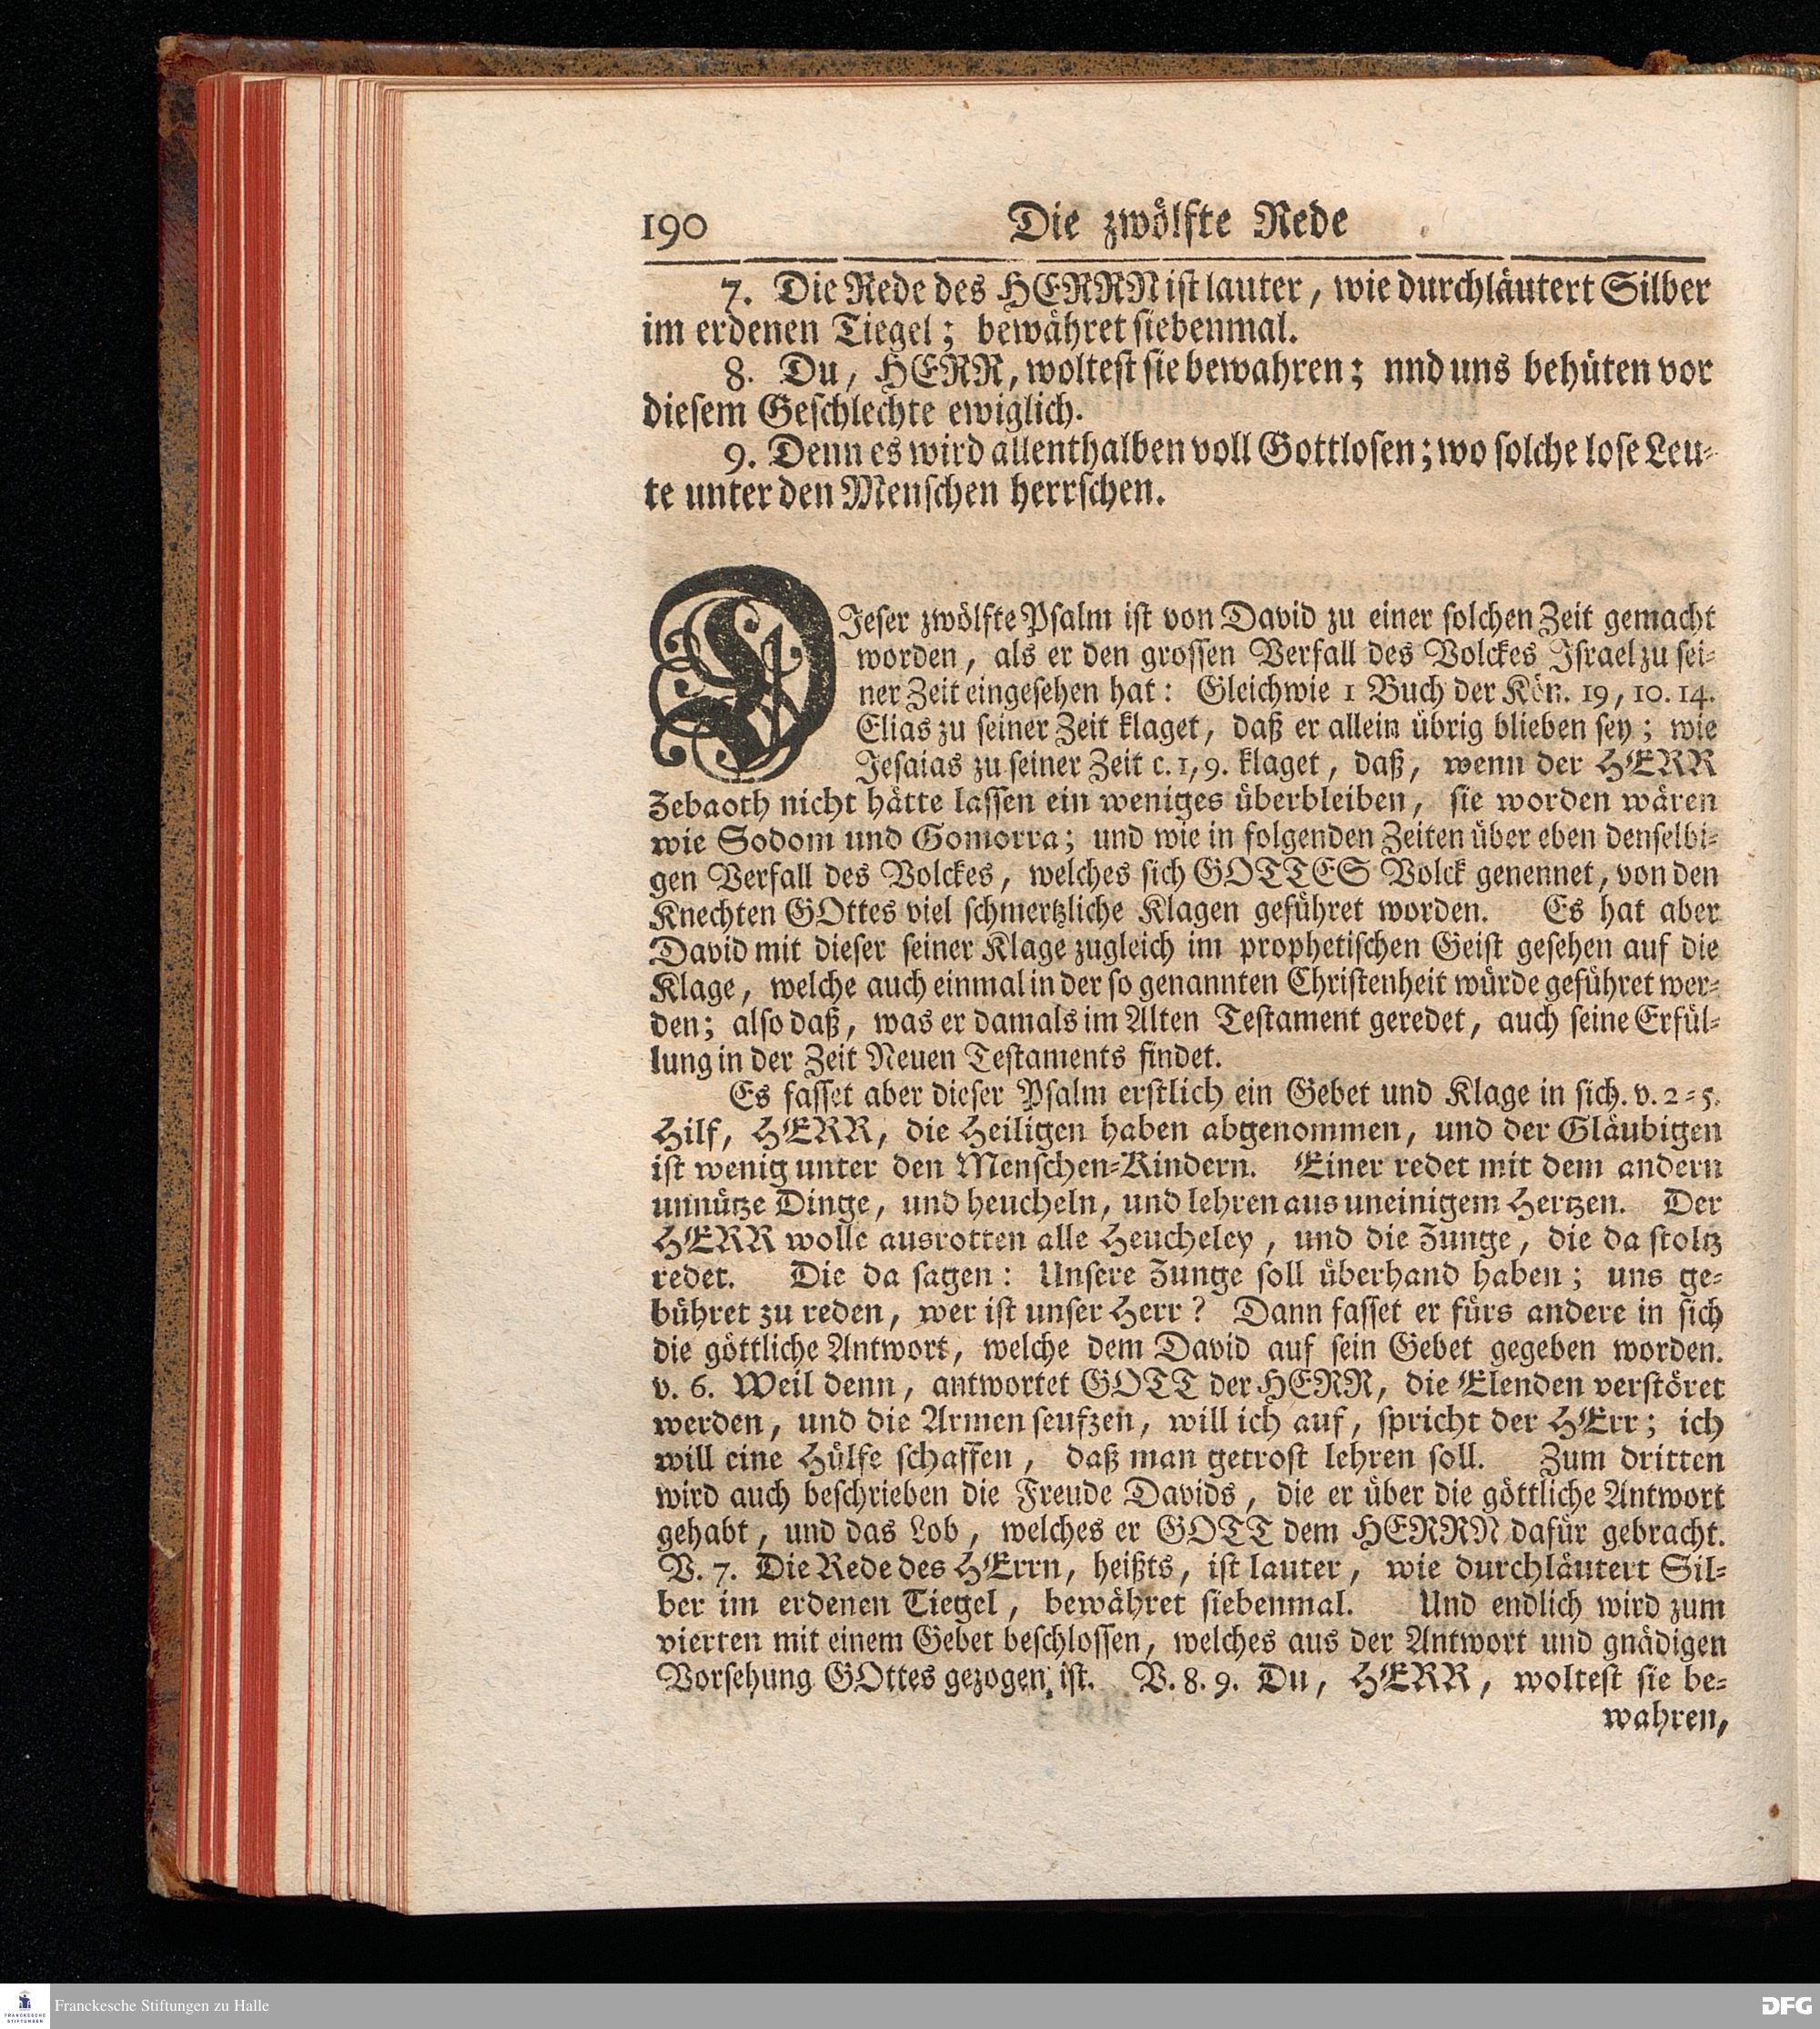 190 Die zwölfte Rede
7. Die Rede des HERRN ist lauter, wie durchläutert Silber
im erdenen Tiegel; bewähret siebenmal.
8. Du, HERR, woltest sie bewahren; nnd uns behüten vor
diesem Geschlechte ewiglich.
9. Denn es wird allenthalben voll Gottlosen; wo solche lose Leu-
te unter den Menschen herrschen.
DIeser zwölfte Psalm ist von David zu einer solchen Zeit gemacht
worden, als er den grossen Verfall des Volckes Israel zu sei-
ner Zeit eingesehen hat: Gleichwie 1 Buch der Kön. 19, 10. 14.
Elias zu seiner Zeit klaget, daß er allein übrig blieben sey; wie
Jesaias zu seiner Zeit c. 1, 9. klaget, daß, wenn der HERR
Zebaoth nicht hätte lassen ein weniges überbleiben, sie worden wären
wie Sodom und Gomorra; und wie in folgenden Zeiten über eben denselbi-
gen Verfall des Volckes, welches sich GOTTES Volck genennet, von den
Knechten GOttes viel schmertzliche Klagen geführet worden. Es hat aber
David mit dieser seiner Klage zugleich im prophetischen Geist gesehen auf die
Klage, welche auch einmal in der so genannten Christenheit würde geführet wer-
den; also daß, was er damals im Alten Testament geredet, auch seine Erfül-
lung in der Zeit Neuen Testaments findet.
Es fasset aber dieser Psalm erstlich ein Gebet und Klage in sich. v. 2-5.
Hilf, HERR, die Heiligen haben abgenommen, und der Gläubigen
ist wenig unter den Menschen-Kindern. Einer redet mit dem andern
unnütze Dinge, und heucheln, und lehren aus uneinigem Hertzen. Der
HERR wolle ausrotten alle Heucheley, und die Zunge, die da stoltz
redet. Die da sagen: Unsere Zunge soll überhand haben; uns ge-
bühret zu reden, wer ist unser Herr? Dann fasset er fürs andere in sich
die göttliche Antwort, welche dem David auf sein Gebet gegeben worden.
v. 6. Weil denn, antwortet GOTT der HERR, die Elenden verstöret
werden, und die Armen seufzen, will ich auf, spricht der HErr; ich
will eine Hülfe schaffen, daß man getrost lehren soll. Zum dritten
wird auch beschrieben die Freude Davids, die er über die göttliche Antwort
gehabt, und das Lob, welches er GOTT dem HERRN dafür gebracht.
V. 7. Die Rede des HErrn, heißts, ist lauter, wie durchläutert Sil-
ber im erdenen Tiegel, bewähret siebenmal. Und endlich wird zum
vierten mit einem Gebet beschlossen, welches aus der Antwort und gnädigen
Vorsehung GOttes gezogen ist. V. 8. 9. Du, HERR, woltest sie be-
wahren,
FRANCKESCHE
STIFTUNGEN
Franckesche Stiftungen zu Halle
DFG